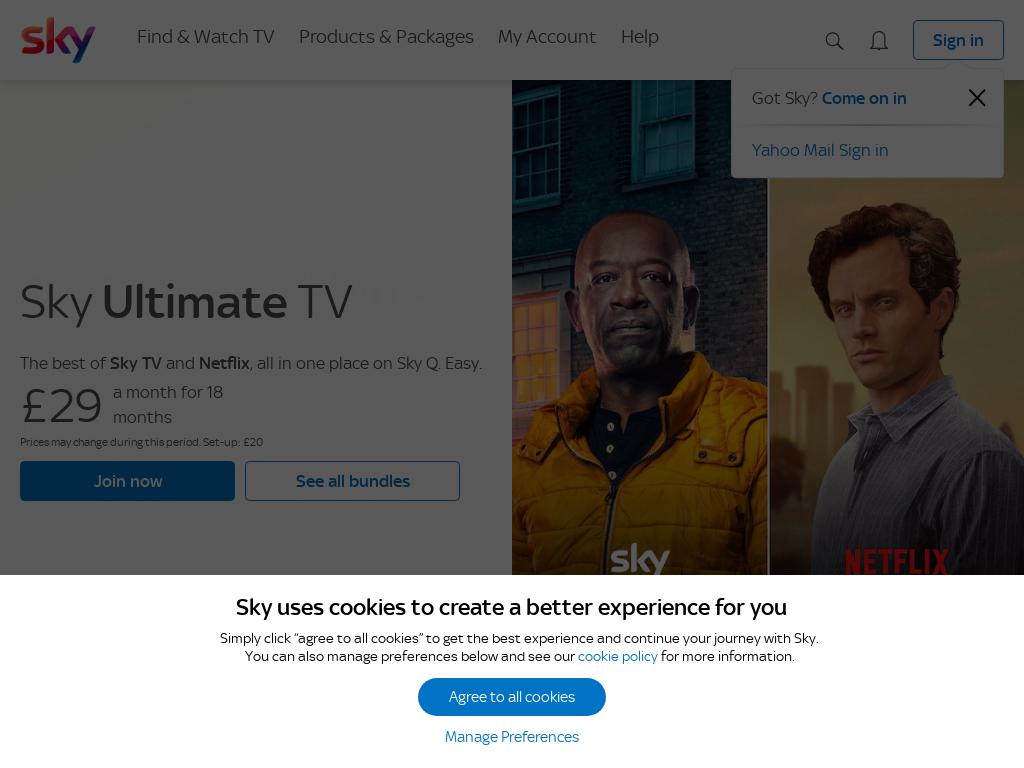 sky
Find & Watch TV
Products & Packages
My Account
Help
Sign in
Got Sky? Come on in
Yahoo Mail Sign in
Sky Ultimate TV
The best of Sky TV and Netflix, all in one place on Sky Q. Easy.
£29
a month for 18
months
Prices may change during this period. Set-up: £20
Join now
See all bundles
sky
NETFLIX
Sky uses cookies to create a better experience for you
Simply click “agree to all cookies” to get the best experience and continue your journey with Sky.
You can also manage preferences below and see our cookie policy for more information.
Agree to all cookies
Manage Preferences